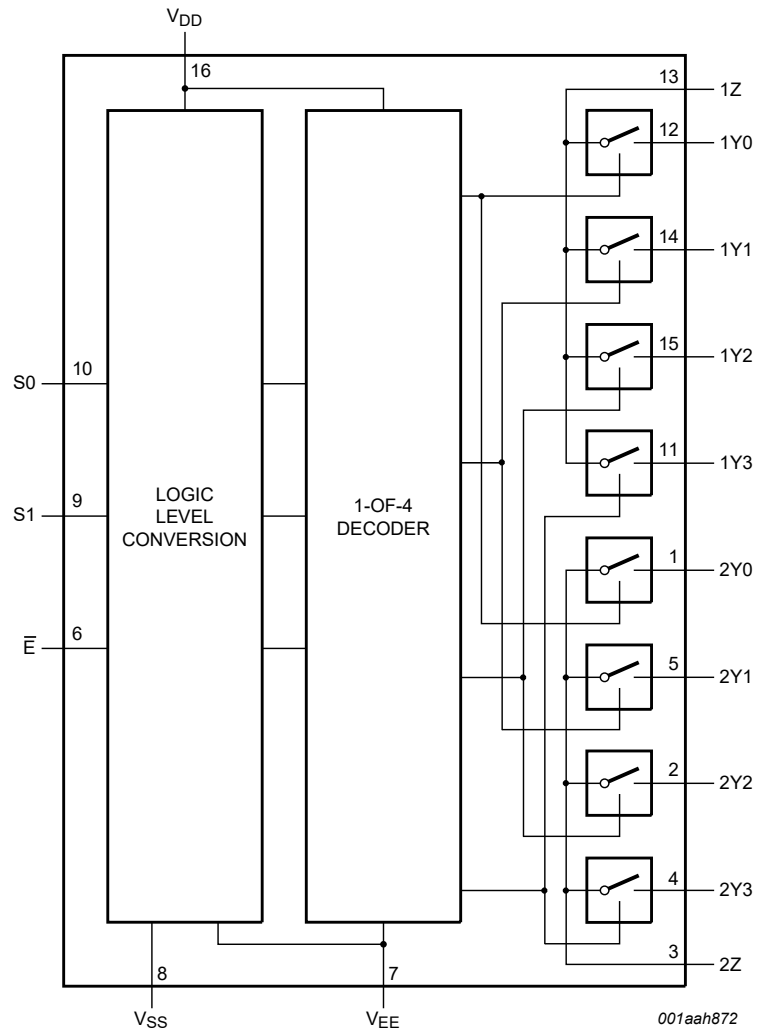 VDD
16
13
1Z
12
1Y0
14
1Y1
15
1Y2
10
S0
11
1Y3
9
S1
LOGIC
LEVEL
CONVERSION
1-OF-4
DECODER
1
2Y0
6
E̅
5
2Y1
2
2Y2
4
2Y3
3
2Z
8
7
VSS
VEE
001aah872